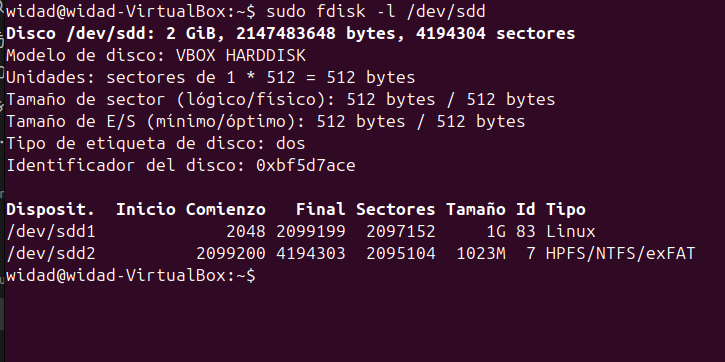 widad@widad-VirtualBox:~$ sudo fdisk -l /dev/sdd
Disco /dev/sdd: 2 GiB, 2147483648 bytes, 4194304 sectores
Modelo de disco: VBOX HARDDISK
Unidades: sectores de 1 * 512 = 512 bytes
Tamaño de sector (lógico/físico): 512 bytes / 512 bytes
Tamaño de E/S (mínimo/óptimo): 512 bytes / 512 bytes
Tipo de etiqueta de disco: dos
Identificador del disco: 0xbf5d7ace
Disposit.  Inicio Comienzo   Final Sectores Tamaño Id Tipo
/dev/sdd1             2048 2099199  2097152     1G 83 Linux
/dev/sdd2          2099200 4194303  2095104  1023M  7 HPFS/NTFS/exFAT
widad@widad-VirtualBox:~$